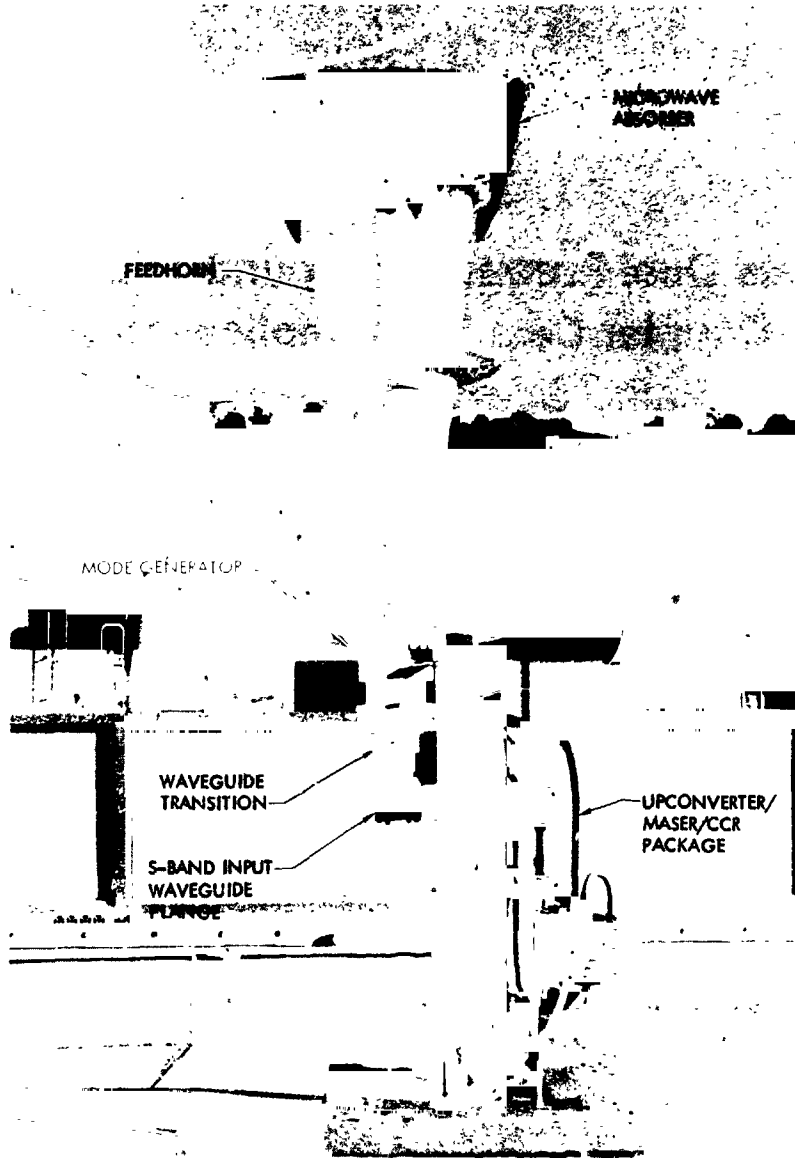 MICROWAVE
ABSORBER
FEEDHORN
MODE GENERATOR
WAVEGUIDE
TRANSITION
S-BAND INPUT
WAVEGUIDE
FLANGE
UPCONVERTER/
MASER/CCR
PACKAGE